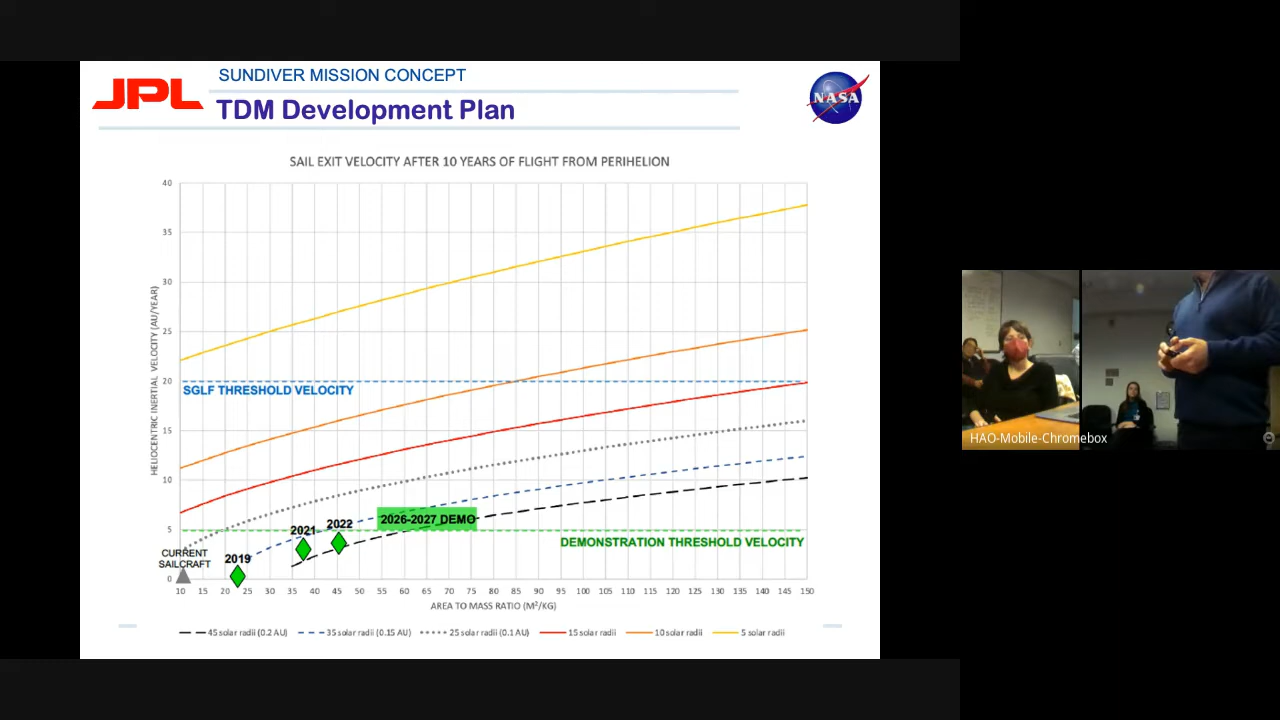 JPL
SUNDIVER MISSION CONCEPT
TDM Development Plan
NASA
SAIL EXIT VELOCITY AFTER 10 YEARS OF FLIGHT FROM PERIHELION
HELIOCENTRIC INERTIAL VELOCITY (AU/YEAR)
40
35
30
25
20
15
10
5
0
SGLF THRESHOLD VELOCITY
2026-2027 DEMO
2022
2021
DEMONSTRATION THRESHOLD VELOCITY
CURRENT
SAILCRAFT
2019
10 15 20 25 30 35 40 45 50 55 60 65 70 75 80 85 90 95 100 105 110 115 120 125 130 135 140 145 150
AREA TO MASS RATIO (M²/KG)
45 solar radii (0.2 AU) 35 solar radii (0.15 AU) 25 solar radii (0.1 AU) 15 solar radii 10 solar radii 5 solar radii
HAO-Mobile-Chromebox